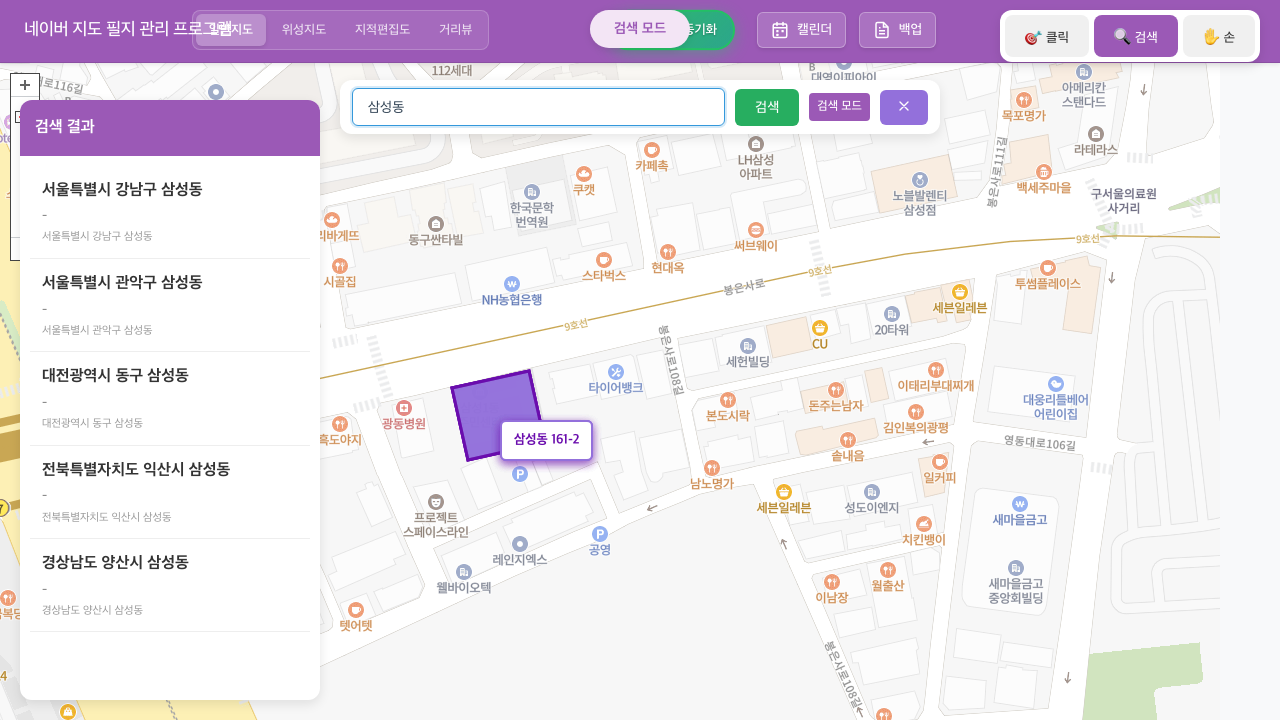 네이버 지도 필지 관리 프로그램
일반지도
위성지도
지적편집도
거리뷰
검색 모드
동기화
캘린더
백업
🎯 클릭
🔍 검색
✋ 손
삼성동
검색
검색 모드
×
검색 결과
서울특별시 강남구 삼성동
-
서울특별시 강남구 삼성동
서울특별시 관악구 삼성동
-
서울특별시 관악구 삼성동
대전광역시 동구 삼성동
-
대전광역시 동구 삼성동
전북특별자치도 익산시 삼성동
-
전북특별자치도 익산시 삼성동
경상남도 양산시 삼성동
-
경상남도 양산시 삼성동
112세대
아메리칸
스탠다드
목포명가
라테라스
백세주마을
구서울의료원
사거리
봉은사로111길
LH삼성
아파트
카페촉
쿠캣
한국문학
번역원
동구싼타빌
노블발렌티
삼성점
써브웨이
현대옥
스타벅스
시골집
NH농협은행
봉은사로
9호선
9호선
9호선
투썸플레이스
세븐일레븐
20타워
CU
세헌빌딩
봉은사로108길
타이어뱅크
이태리부대찌개
대웅리틀베어
어린이집
돈주는남자
본도시락
김인복의광평
광동병원
흑도야지
삼성동 161-2
솥내음
영동대로106길
일커피
남노명가
P
세븐일레븐
성도이엔지
새마을금고
프로젝트
스페이스라인
치킨뱅이
P
공영
레인지엑스
웰바이오텍
월출산
이남장
새마을금고
중앙회빌딩
텟어텟
봉은사로108길